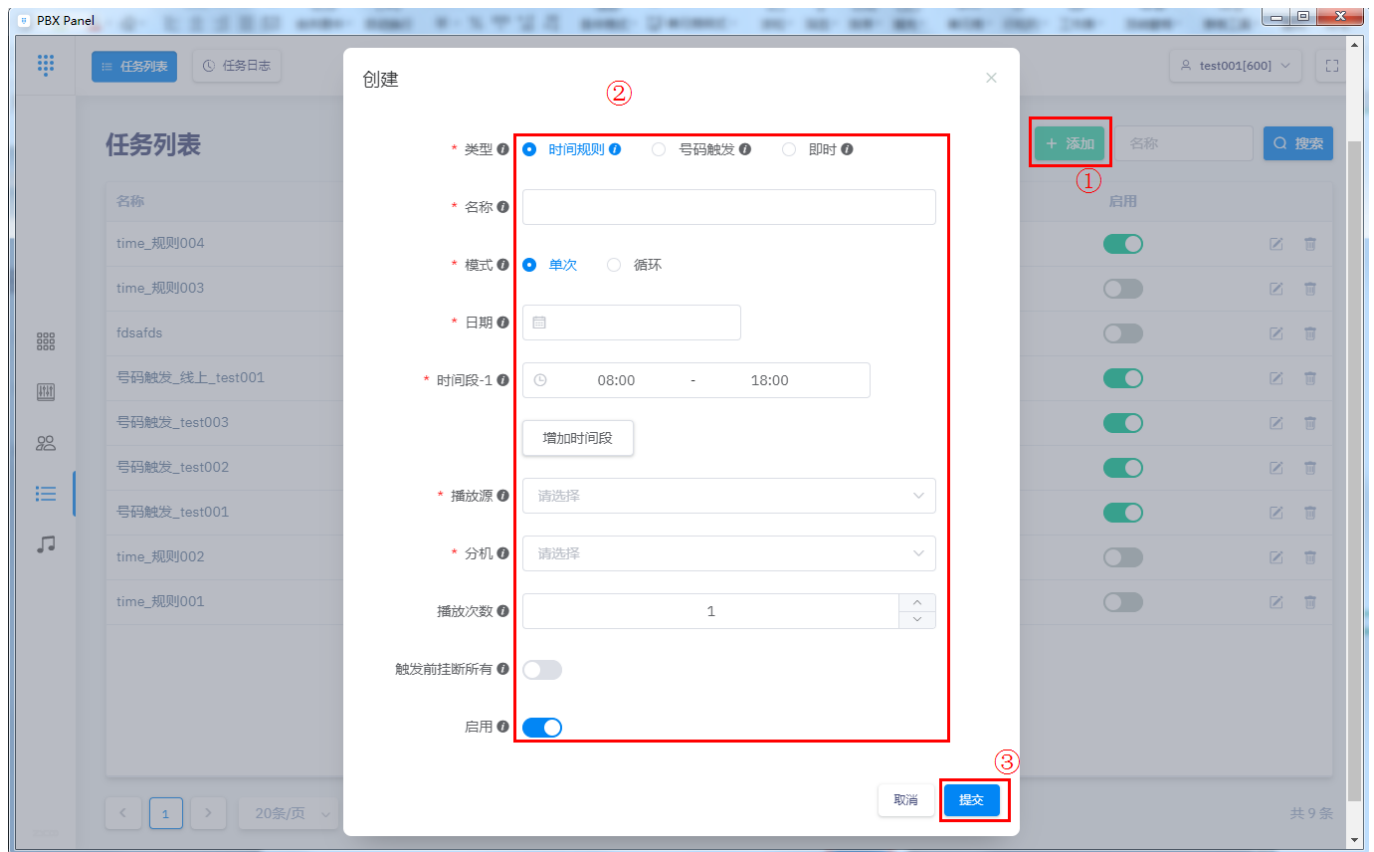 PBX Panel
任务列表
任务日志
test001[600]
创建
②
任务列表
+ 添加
名称
搜索
①
* 类型 时间规则 号码触发 即时
名称
启用
* 名称
time_规则004
* 模式 单次 循环
time_规则003
* 日期
fdsafds
* 时间段-1 08:00 - 18:00
号码触发_线上_test001
号码触发_test003
增加时间段
号码触发_test002
* 播放源 请选择
号码触发_test001
* 分机 请选择
time_规则002
time_规则001
播放次数 1
触发前挂断所有
启用
③
取消
提交
1
20条/页
共 9 条